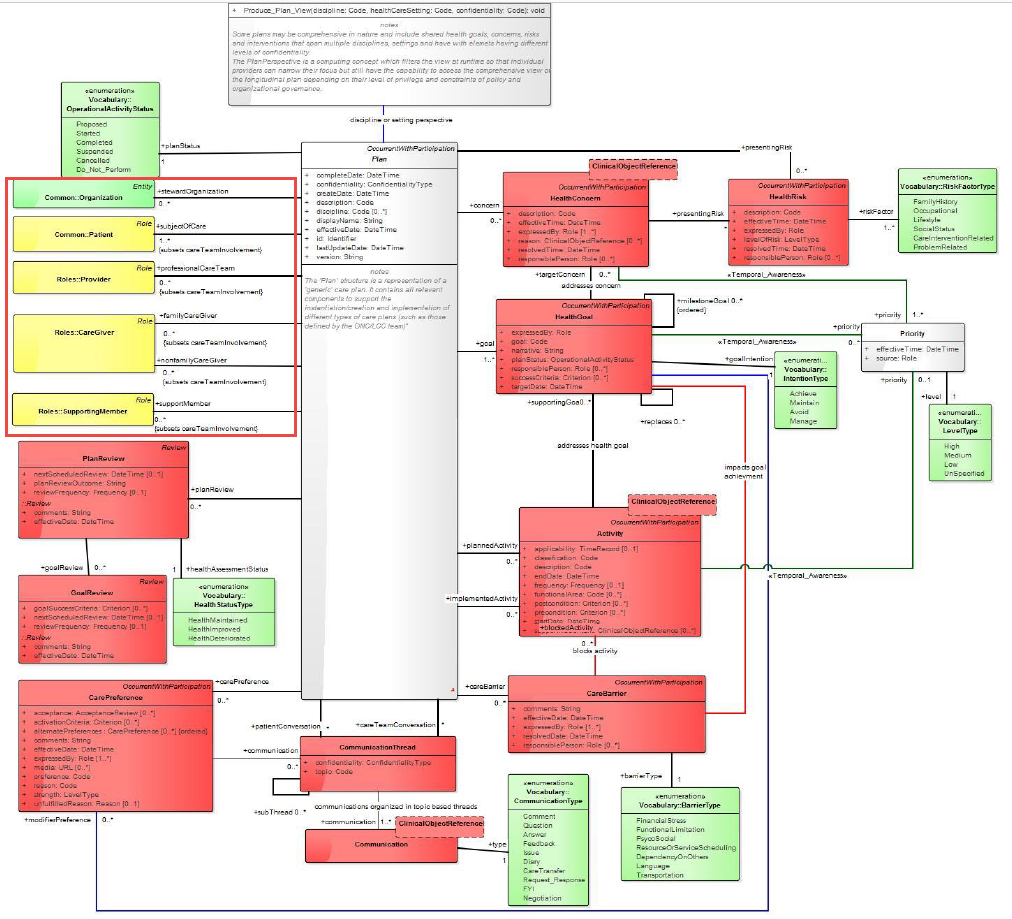 + Produce_Plan_View(discipline: Code, healthCareSetting: Code, confidentiality: Code): void
notes
Some plans may be comprehensive in nature and include shared health goals, concerns, risks
and interventions that span multiple disciplines, settings and have with elemets having different
levels of confidentiality.
The PlanPerspective is a computing concept which filters the view at runtime so that individual
providers can narrow their focus but still have the capability to access the comprehensive view of
the longitudinal plan depending on their level of privilege and constraints of policy and
organizational governance.
discipline or setting perspective
«enumeration»
Vocabulary::
OperationalActivityStatus
Proposed
Started
Completed
Suspended
Cancelled
Do_Not_Perform
+planStatus
1
Entity
Common::Organization
+stewardOrganization
0..*
Role
Common::Patient
+subjectOfCare
1..*
{subsets careTeamInvolvement}
Role
Roles::Provider
+professionalCareTeam
0..*
{subsets careTeamInvolvement}
Role
Roles::CareGiver
+familyCareGiver
0..*
{subsets careTeamInvolvement}
+nonfamilyCareGiver
0..*
{subsets careTeamInvolvement}
Role
Roles::SupportingMember
+supportMember
0..*
{subsets careTeamInvolvement}
OccurrentWithParticipation
Plan
+ completeDate: DateTime
+ confidentiality: ConfidentialityType
+ createDate: DateTime
+ description: Code
+ discipline: Code [0..*]
+ displayName: String
+ effectiveDate: DateTime
+ id: Identifier
+ lastUpdateDate: DateTime
+ version: String
notes
The 'Plan' structure is a representation of a
'generic' care plan. It contains all relevant
components to support the
instantiation/creation and implementation of
different types of care plans (such as those
defined by the ONC/LCC team)"
+presentingRisk
0..*
ClinicalObjectReference
OccurrentWithParticipation
HealthConcern
+ description: Code
+ effectiveTime: DateTime
+ expressedBy: Role [1..*]
+ reason: ClinicalObjectReference [0..*]
+ resolvedTime: DateTime
+ responsiblePerson: Role [0..*]
+concern
0..*
+presentingRisk
*
OccurrentWithParticipation
HealthRisk
+ description: Code
+ effectiveTime: DateTime
+ expressedBy: Role
+ levelOfRisk: LevelType
+ resolvedTime: DateTime
+ responsiblePerson: Role [0..*]
+riskFactor
1..*
«enumeration»
Vocabulary::RiskFactorType
FamilyHistory
Occupational
Lifestyle
SocialStatus
CareInterventionRelated
ProblemRelated
+targetConcern 0..*
addresses concern
«Temporal_Awareness»
OccurrentWithParticipation
HealthGoal
+ expressedBy: Role
+ goal: Code
+ narrative: String
+ planStatus: OperationalActivityStatus
+ responsiblePerson: Role [0..*]
+ successCriteria: Criterion [0..*]
+ targetDate: DateTime
+goal
1..*
+milestoneGoal 0..*
{ordered}
«Temporal_Awareness»
+goalIntention
1
+priority 1..*
+priority
0..*
Priority
+ effectiveTime: DateTime
+ source: Role
+priority 0..1
+level 1
«enumerati...
Vocabulary::
IntentionType
Achieve
Maintain
Avoid
Manage
«enumerati...
Vocabulary::
LevelType
High
Medium
Low
UnSpecified
+supportingGoa0..*
+replaces 0..*
addresses health goal
impacts goal
achievment
PlanReview
Review
+ nextScheduledReview: DateTime [0..1]
+ planReviewOutcome: String
+ reviewFrequency: Frequency [0..1]
::Review
+ comments: String
+ effectiveDate: DateTime
+planReview
0..*
+goalReview 0..*
1 +healthAssessmentStatus
Review
GoalReview
+ goalSuccessCriteria: Criterion [0..*]
+ nextScheduledReview: DateTime [0..1]
+ reviewFrequency: Frequency [0..1]
::Review
+ comments: String
+ effectiveDate: DateTime
«enumeration»
Vocabulary::
HealthStatusType
HealthMaintained
HealthImproved
HealthDeteriorated
ClinicalObjectReference
OccurrentWithParticipation
Activity
+ applicability: TimeRecord [0..1]
+ classification: Code
+ description: Code
+ endDate: DateTime
+ frequency: Frequency [0..1]
+ functionalArea: Code [0..*]
+ postcondition: Criterion [0..*]
+ precondition: Criterion [0..*]
+ startDate: DateTime
ClinicalObjectReference [0..*]
+plannedActivity
0..*
+implementedActivity
0..*
+blockedActivity
0..*
blocks activity
«Temporal_Awareness»
OccurrentWithParticipation
CarePreference
+ acceptance: AcceptanceReview [0..*]
+ activationCriteria: Criterion [0..*]
+ alternatePreferences: CarePreference [0..*] {ordered}
+ comments: String
+ effectiveDate: DateTime
+ expressedBy: Role [1..*]
+ media: URL [0..*]
+ preference: Code
+ reason: Code
+ strength: LevelType
+ unfulfilledReason: Reason [0..1]
+carePreference
0..*
+modifierPreference 0..*
+careBarrier
0..*
OccurrentWithParticipation
CareBarrier
+ comments: String
+ effectiveDate: DateTime
+ expressedBy: Role [1..*]
+ resolvedDate: DateTime
+ responsiblePerson: Role [0..*]
+barrierType
1
+patientConversation *
+careTeamConversation *
+communication
0..*
CommunicationThread
+ confidentiality: ConfidentialityType
+ topic: Code
+subThread 0..*
communications organized in topic based threads
+communication 1..*
ClinicalObjectReference
Communication
+type
1
«enumeration»
Vocabulary::
CommunicationType
Comment
Question
Answer
Feedback
Issue
Diary
CareTransfer
Request_Response
FYI
Negotiation
«enumeration»
Vocabulary::BarrierType
FinancialStress
FunctionalLimitation
PsycoSocial
ResourceOrServiceScheduling
DependencyOnOthers
Language
Transportation